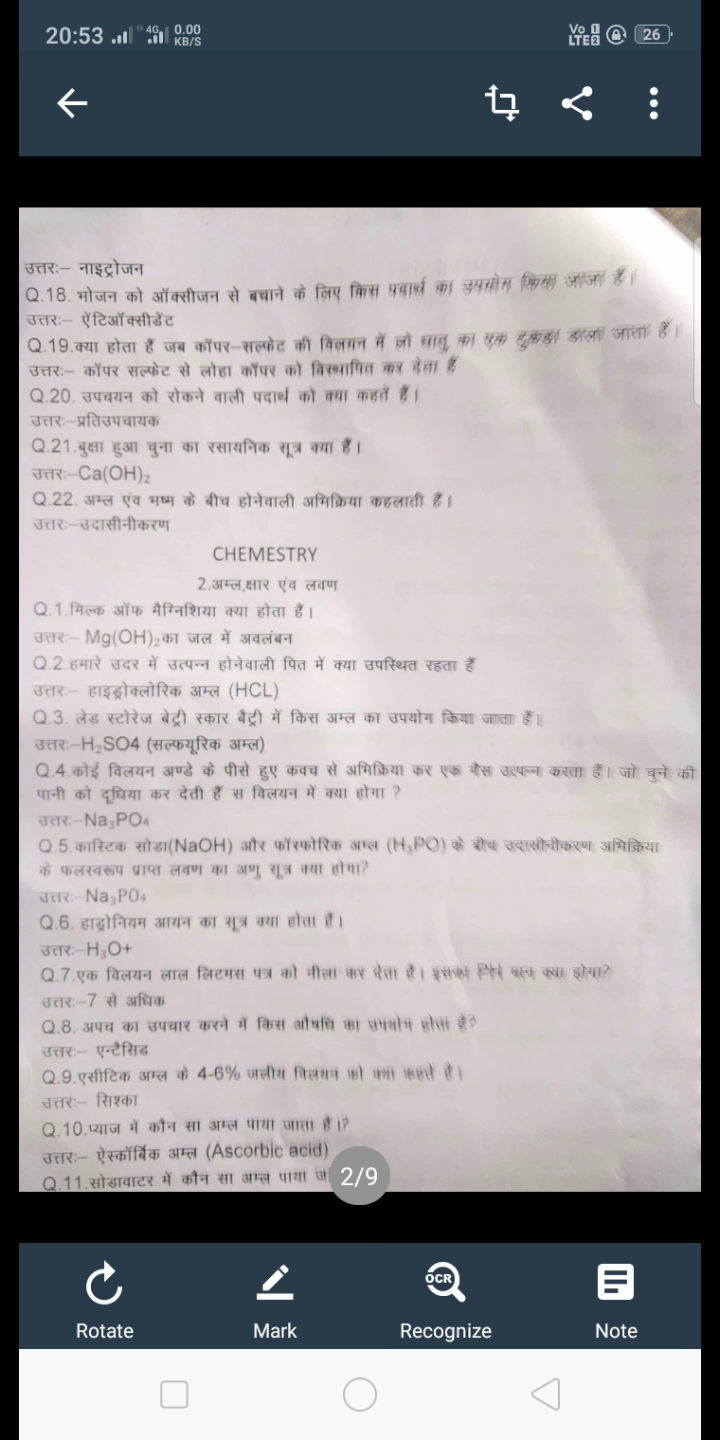 20:53 4G 0.00 KB/S Vo LTE 1 2 26
उत्तरः– नाइट्रोजन
Q.18. भोजन को ऑक्सीजन से बचाने के लिए किस पदार्थ का उपयोग किया जाजा हैं।
उत्तरः– ऐंटिऑक्सीडेंट
Q.19.क्या होता हैं जब कॉपर–सल्फेट की विलयन में लो धातु का एक टुकड़ा डाला जाता हैं।
उत्तरः– कॉपर सल्फेट से लोहा कॉपर को विस्थापित कर देता हैं
Q.20. उपचयन को रोकने वाली पदार्थ को क्या कहतें हैं।
उत्तरः–प्रतिउपचायक
Q.21.बुक्षा हुआ चुना का रसायनिक सूत्र क्या हैं।
उत्तरः–Ca(OH)₂
Q.22. अम्ल एंव भष्म के बीच होनेवाली अभिक्रिया कहलाती हैं।
उत्तरः–उदासीनीकरण
CHEMESTRY
2.अम्ल,क्षार एंव लवण
Q.1.मिल्क ऑफ मैग्निशिया क्या होता हैं।
उत्तरः– Mg(OH)₂का जल में अवलंबन
Q.2.हमारे उदर में उत्पन्न होनेवाली पित में क्या उपस्थित रहता हैं
उत्तरः– हाइड्रोक्लोरिक अम्ल (HCL)
Q.3. लेड स्टोरेज बेट्री स्कार बैट्री में किस अम्ल का उपयोग किया जाता हैं।
उत्तरः–H₂SO4 (सल्फयूरिक अम्ल)
Q.4.कोई विलयन अण्डे के पीसे हुए कवच से अभिक्रिया कर एक गैस उत्पन्न करता हैं। जो चुने की
पानी को दूधिया कर देती हैं स विलयन में क्या होगा ?
उत्तरः–Na₃PO₄
Q.5.कास्टिक सोडा(NaOH) और फॉस्फोरिक अम्ल (H₃PO) के बीच उदासीनीकरण अभिक्रिया
के फलस्वरूप प्राप्त लवण का अणु सूत्र क्या होगा?
उत्तरः–Na₃PO₄
Q.6. हाड्रोनियम आयन का सूत्र क्या होता हैं।
उत्तरः–H₃O+
Q.7.एक विलयन लाल लिटमस पत्र को नीला कर देता हैं। इसका मान क्या होगा?
उत्तरः–7 से अधिक
Q.8. अपच का उपचार करने में किस औषधि का उपयोग होता हैं?
उत्तरः– एन्टैसिड
Q.9.एसीटिक अम्ल के 4-6% जलीय विलयन को क्या कहतें हैं।
उत्तरः– सिरका
Q.10.प्याज में कौन सा अम्ल पाया जाता हैं।?
उत्तरः– ऐस्कॉर्बिक अम्ल (Ascorbic acid)
Q.11.सोडावाटर में कौन सा अम्ल पाया
2/9
Rotate Mark OCR Recognize Note